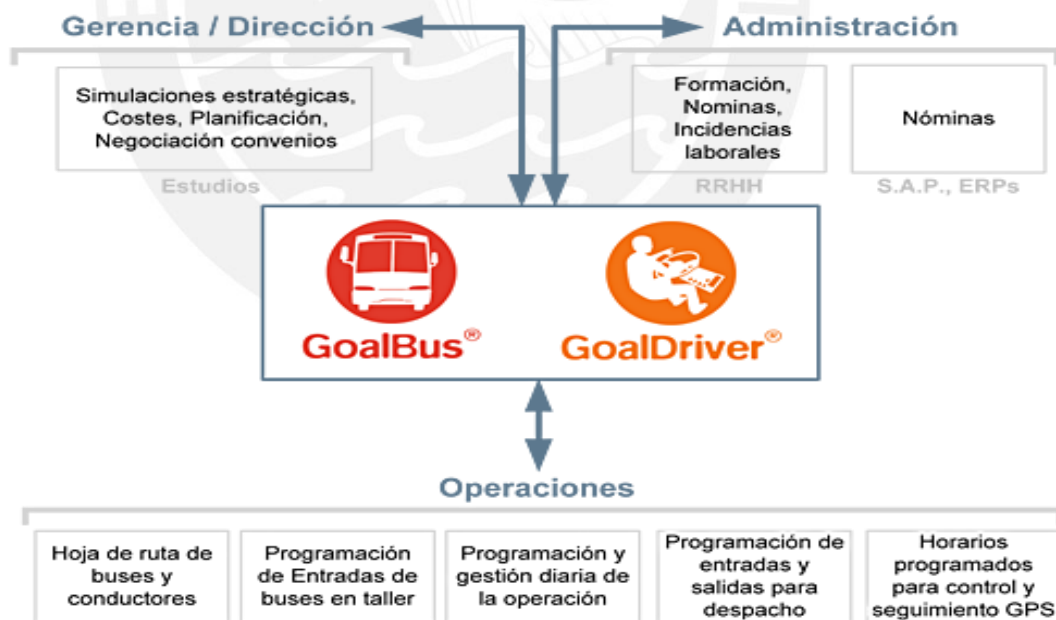 Gerencia / Dirección
Administración
Simulaciones estratégicas,
Costes, Planificación,
Negociación convenios
Estudios
Formación,
Nominas,
Incidencias
laborales
RRHH
Nóminas
S.A.P., ERPs
GoalBus®
GoalDriver®
Operaciones
Hoja de ruta de
buses y
conductores
Programación
de Entradas de
buses en taller
Programación y
gestión diaria de
la operación
Programación de
entradas y
salidas para
despacho
Horarios
programados
para control y
seguimiento GPS